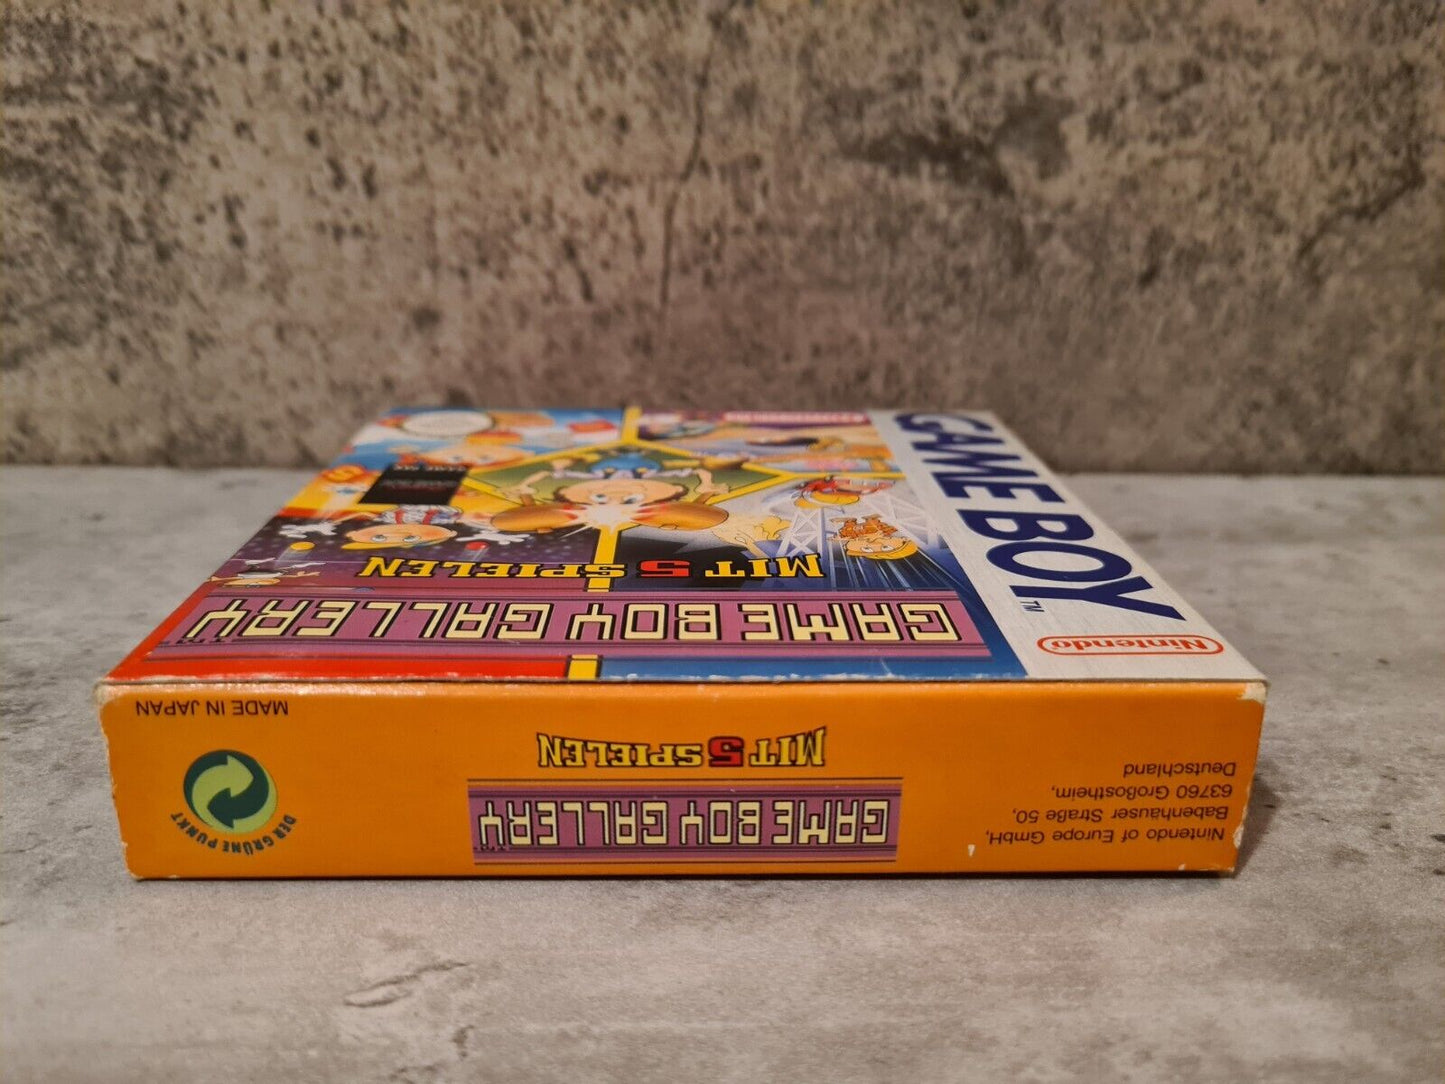 GAME BOY
TM
Nintendo
GAME BOY GALLERY
MIT 5 SPIELEN
MADE IN JAPAN
DER GRÜNE PUNKT
MIT 5 SPIELEN
GAME BOY GALLERY
Nintendo of Europe GmbH,
Babenhauser Straße 50,
63760 Großostheim,
Deutschland